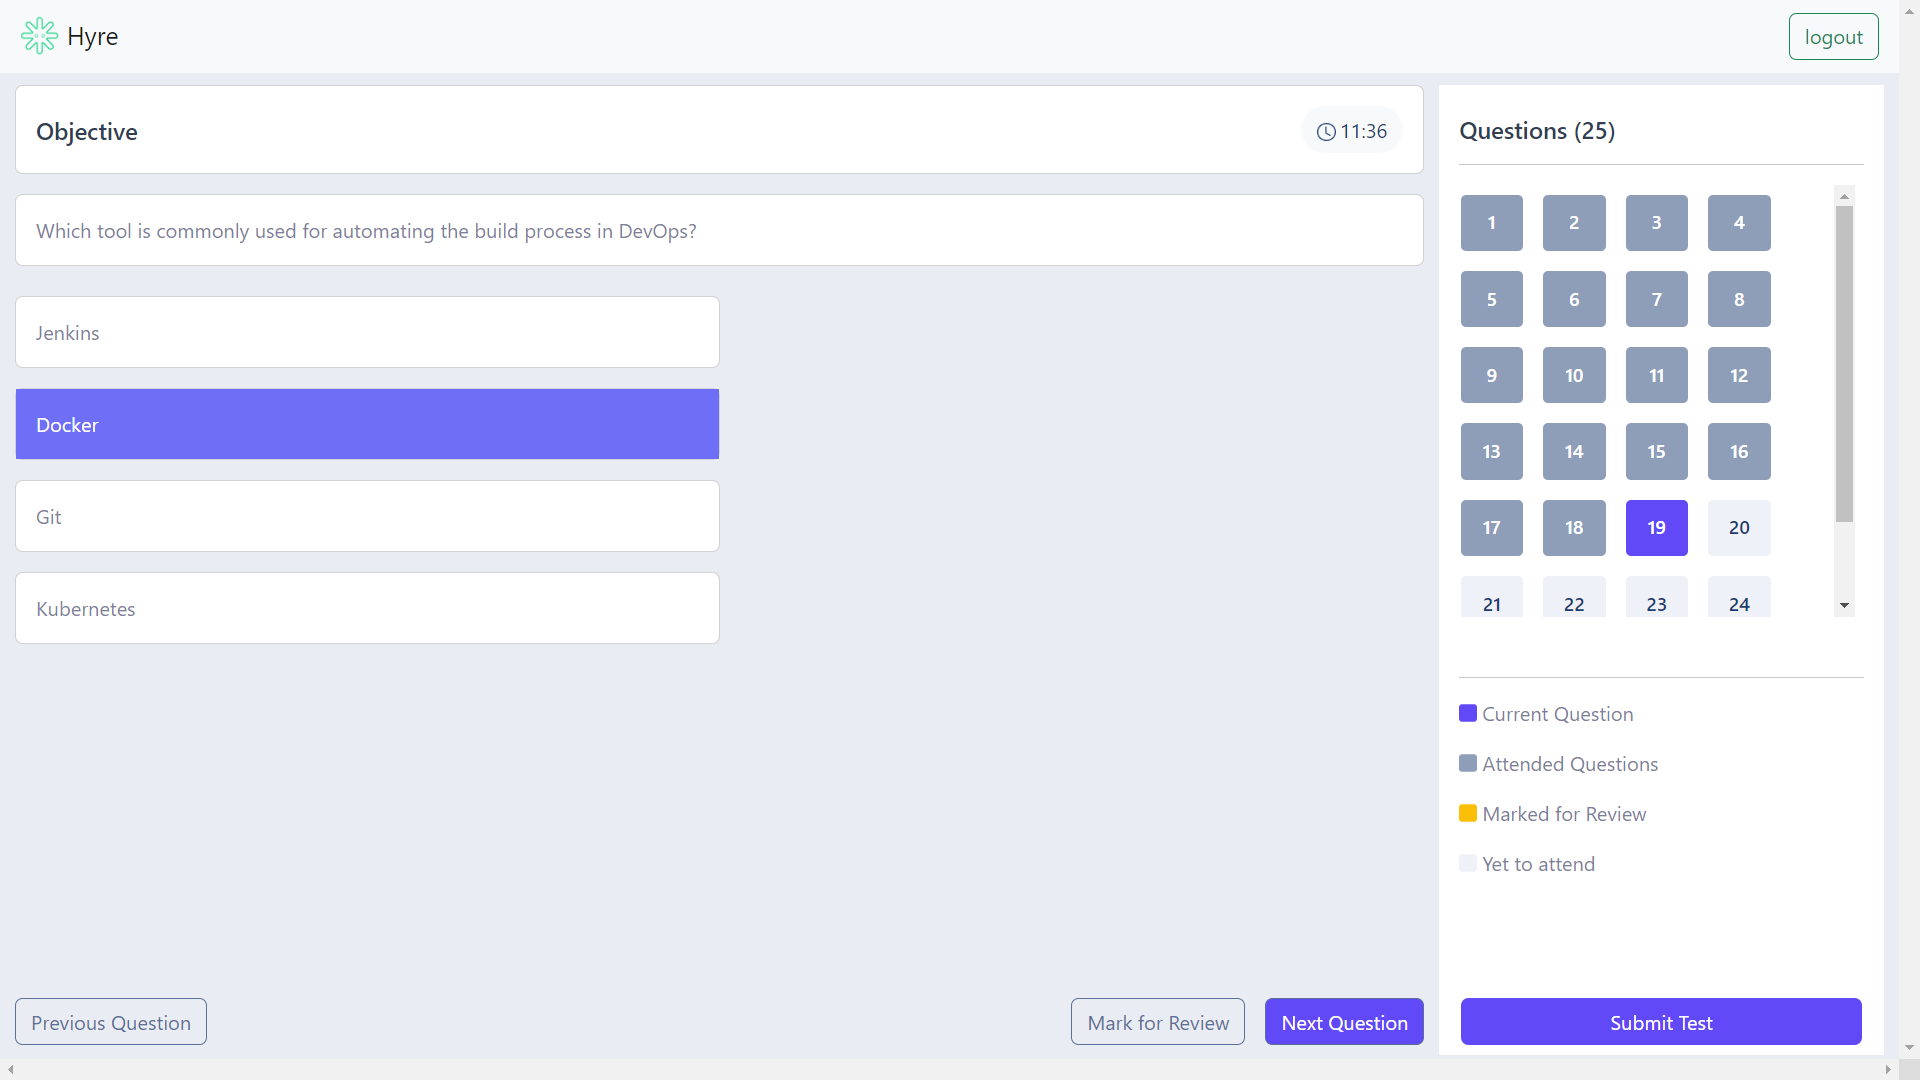 Hyre
logout
Objective
11:36
Which tool is commonly used for automating the build process in DevOps?
Jenkins
Docker
Git
Kubernetes
Previous Question
Mark for Review
Next Question
Questions (25)
1 2 3 4
5 6 7 8
9 10 11 12
13 14 15 16
17 18 19 20
21 22 23 24
Current Question
Attended Questions
Marked for Review
Yet to attend
Submit Test